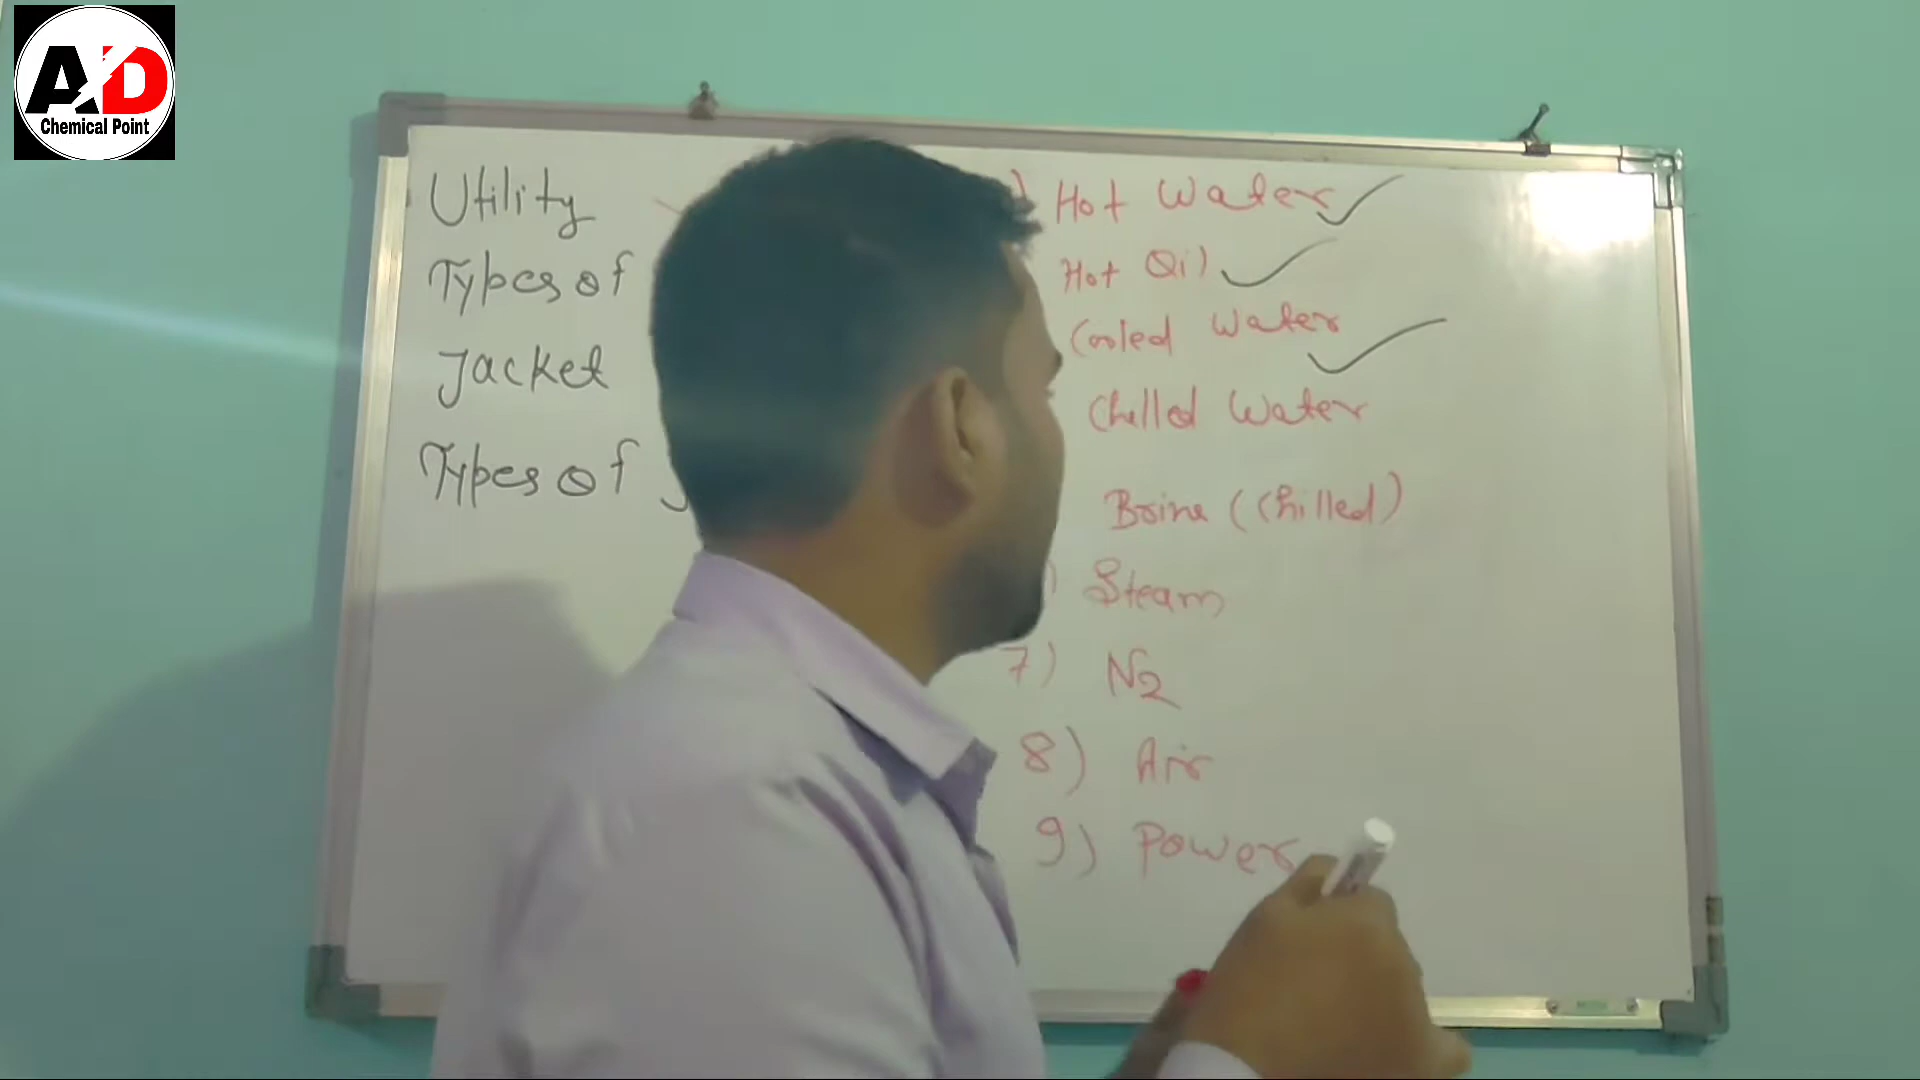 A/D
Chemical Point
Utility
Types of
Jacket
Types of J
) Hot Water
Hot Oil
Cooled Water
Chilled Water
Brine (Chilled)
) Steam
7) N2
8) Air
9) Power